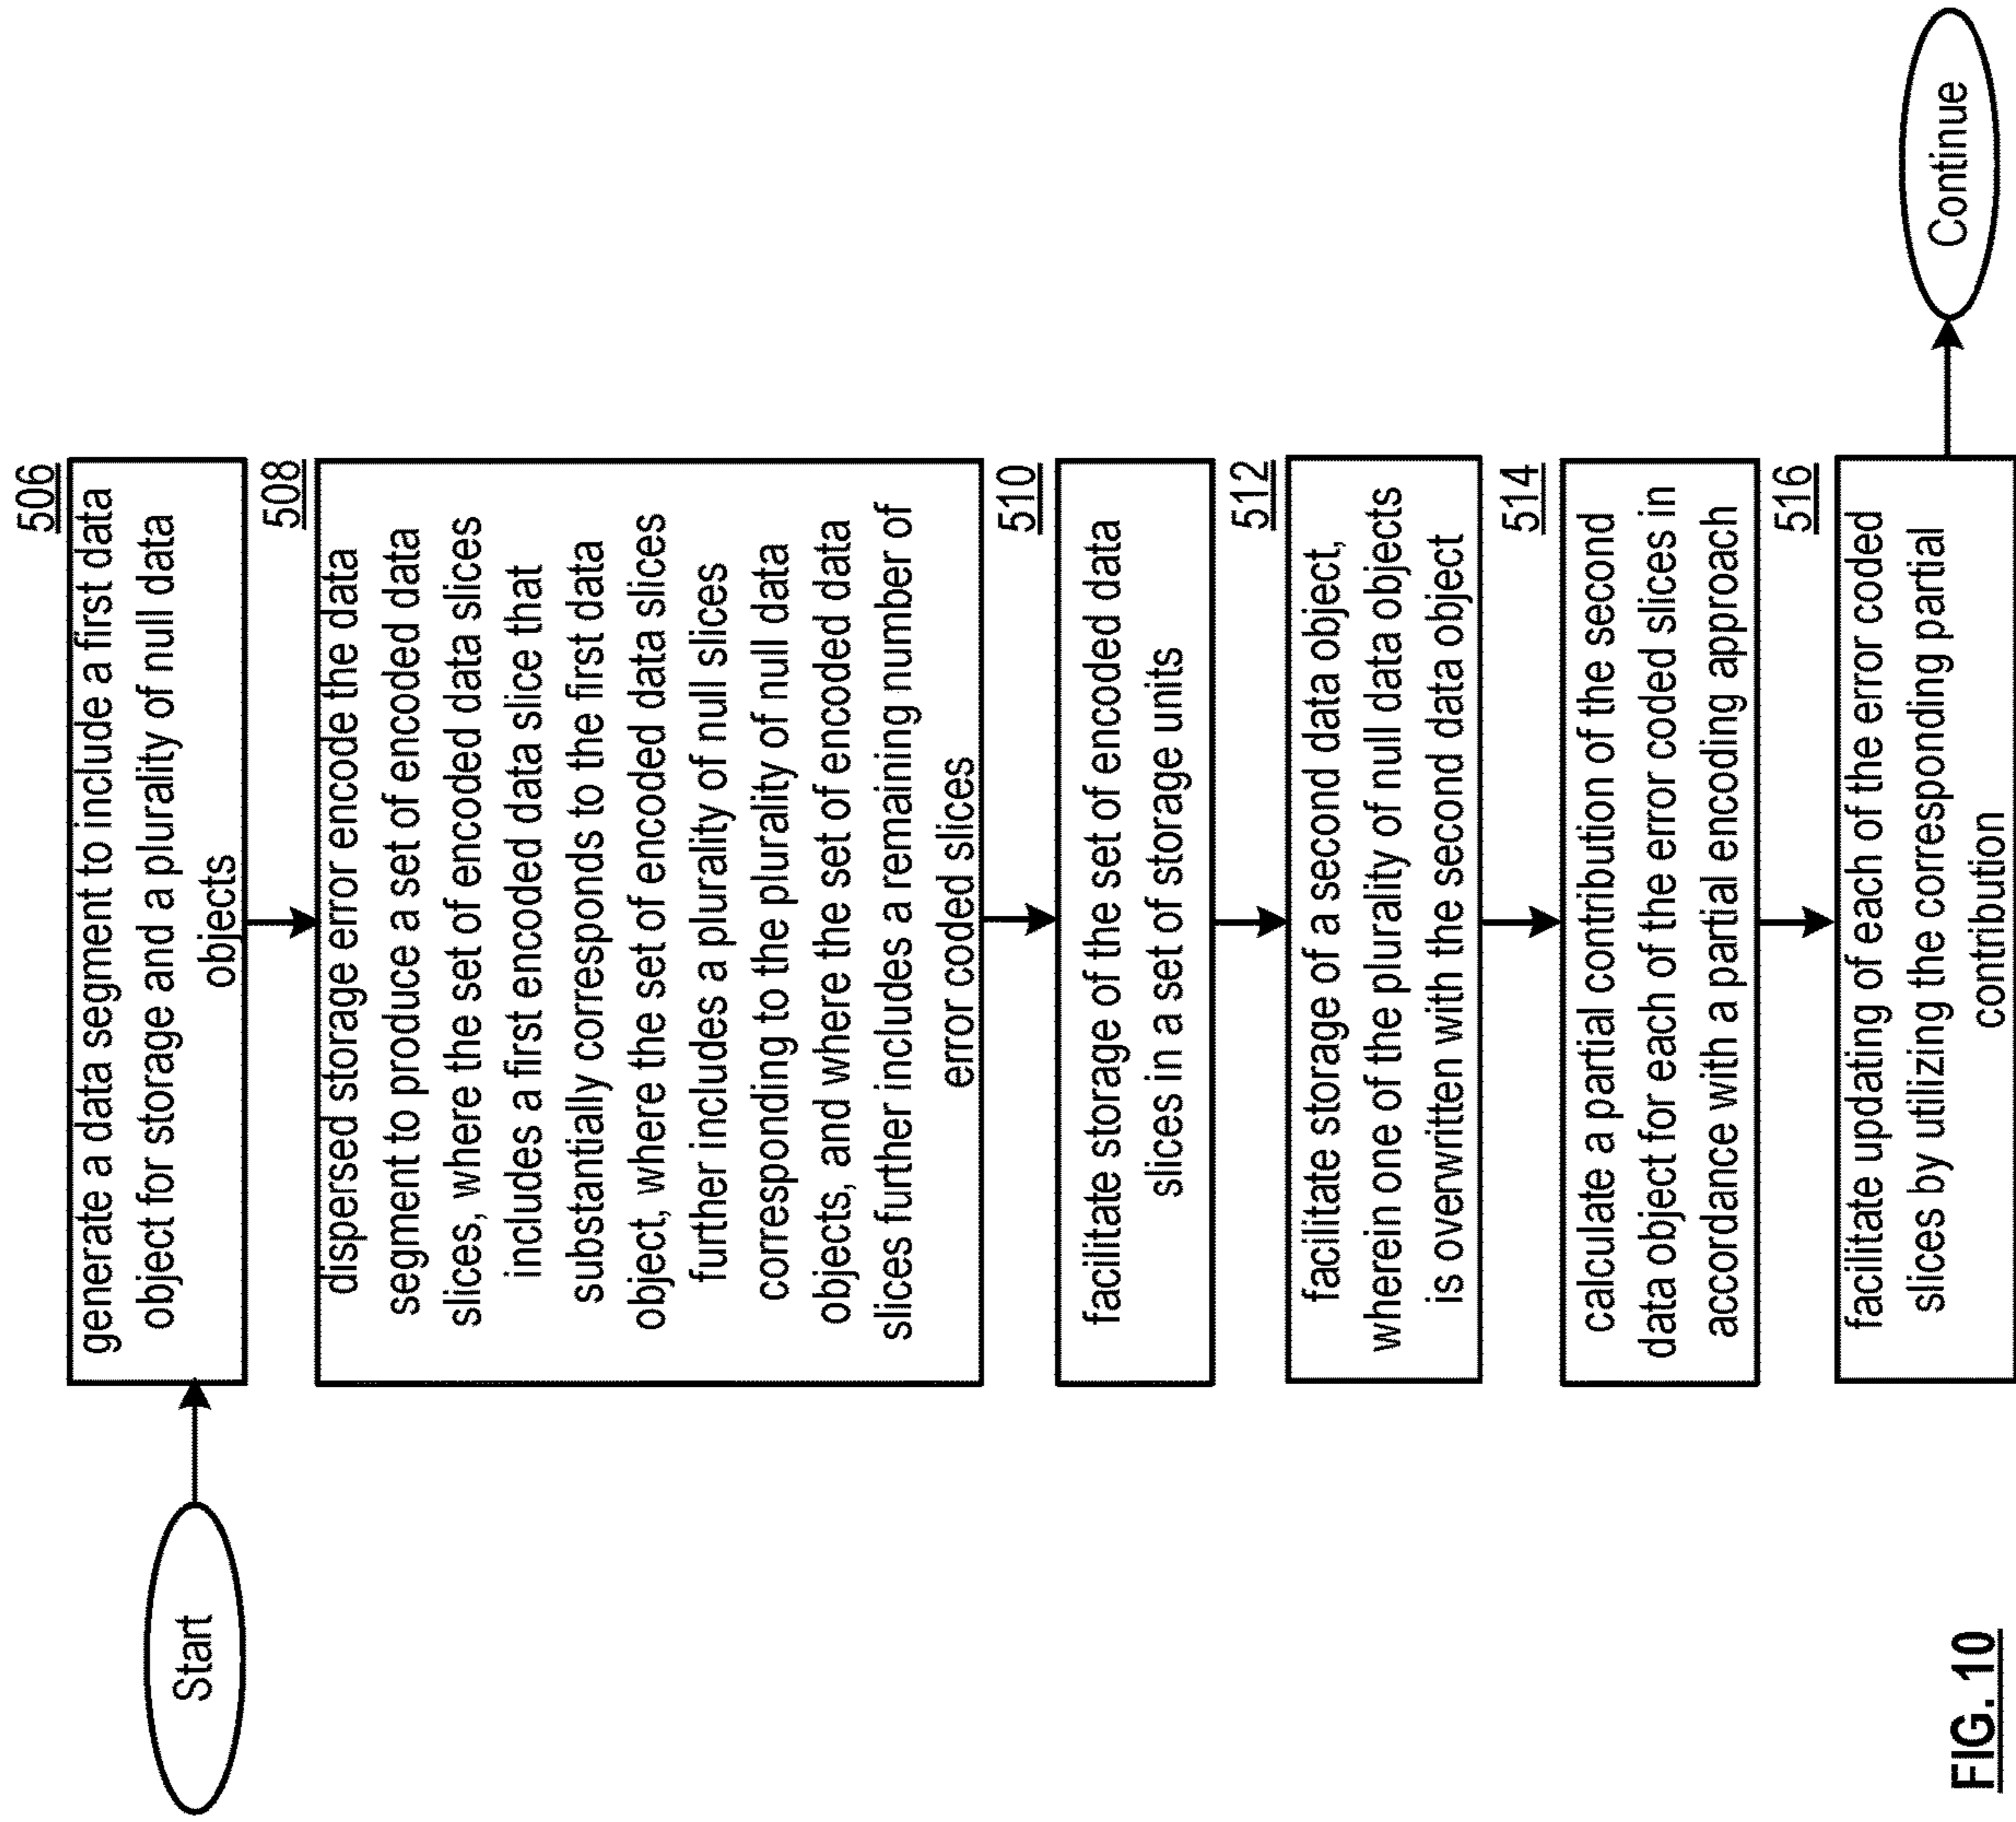 Start
506
generate a data segment to include a first data
object for storage and a plurality of null data
objects
508
dispersed storage error encode the data
segment to produce a set of encoded data
slices, where the set of encoded data slices
includes a first encoded data slice that
substantially corresponds to the first data
object, where the set of encoded data slices
further includes a plurality of null slices
corresponding to the plurality of null data
objects, and where the set of encoded data
slices further includes a remaining number of
error coded slices
510
facilitate storage of the set of encoded data
slices in a set of storage units
512
facilitate storage of a second data object,
wherein one of the plurality of null data objects
is overwritten with the second data object
514
calculate a partial contribution of the second
data object for each of the error coded slices in
accordance with a partial encoding approach
516
facilitate updating of each of the error coded
slices by utilizing the corresponding partial
contribution
Continue
FIG. 10